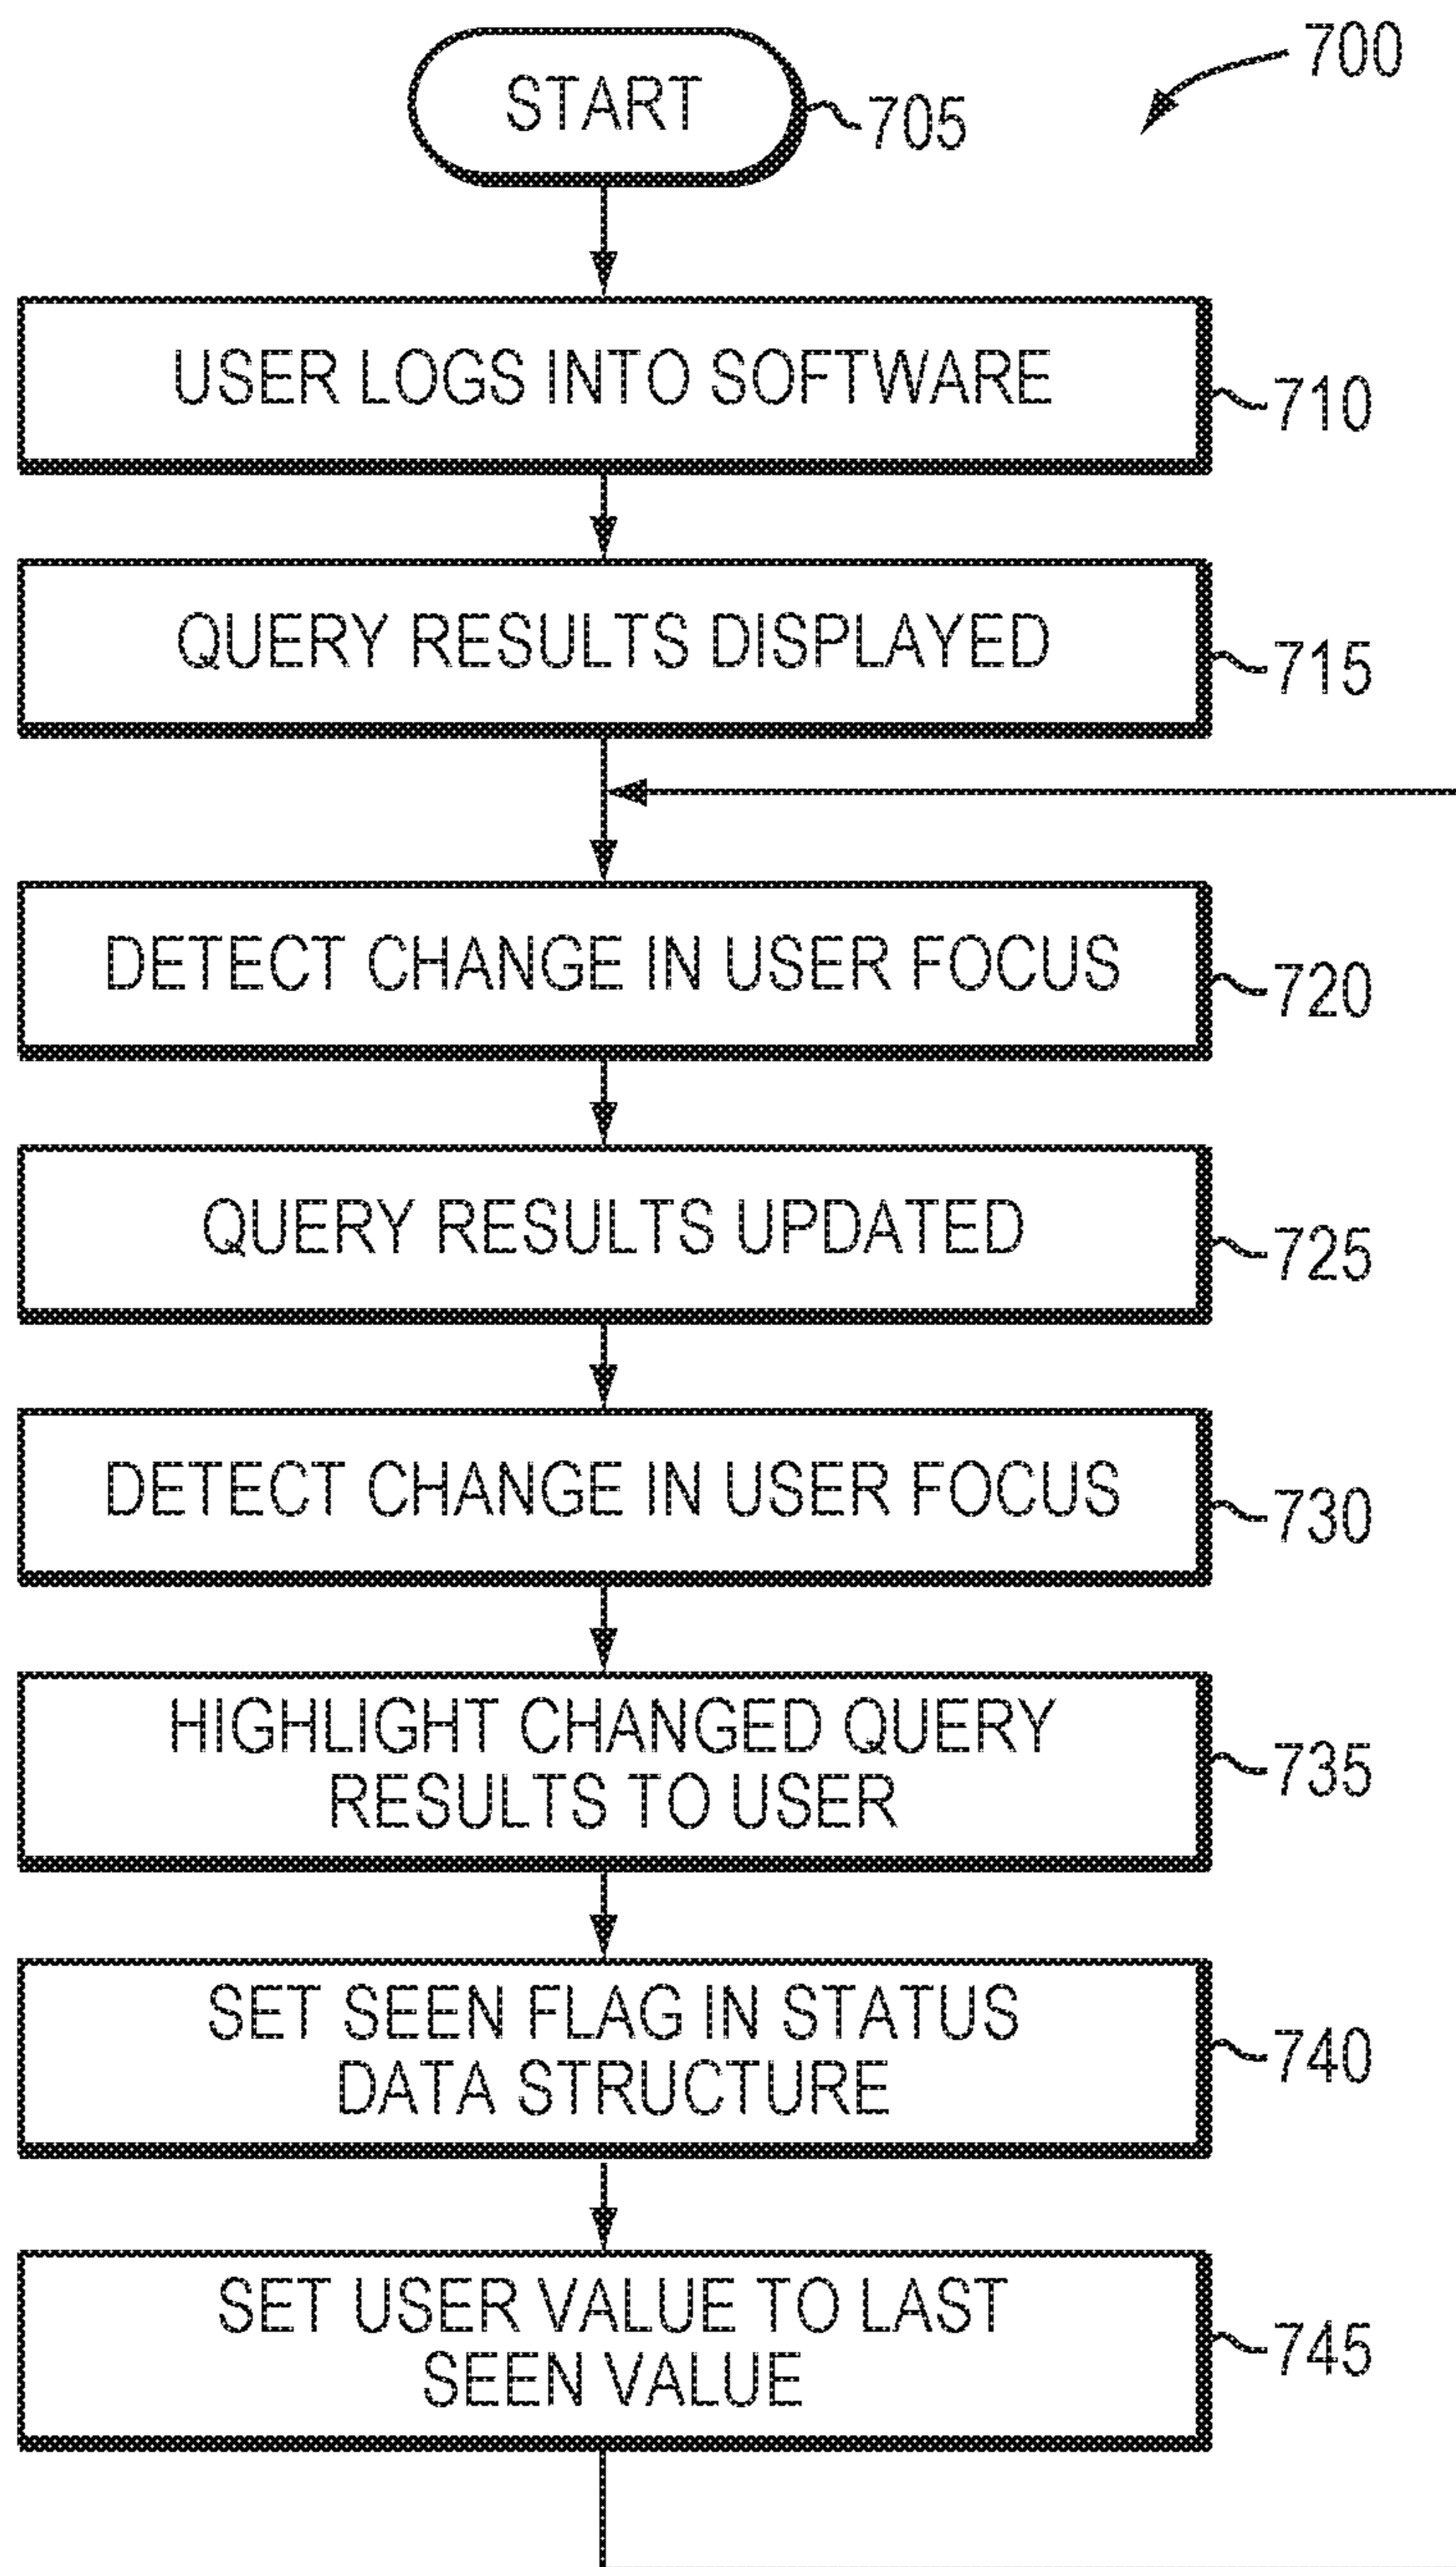 700
START
705
USER LOGS INTO SOFTWARE
710
QUERY RESULTS DISPLAYED
715
DETECT CHANGE IN USER FOCUS
720
QUERY RESULTS UPDATED
725
DETECT CHANGE IN USER FOCUS
730
HIGHLIGHT CHANGED QUERY
RESULTS TO USER
735
SET SEEN FLAG IN STATUS
DATA STRUCTURE
740
SET USER VALUE TO LAST
SEEN VALUE
745